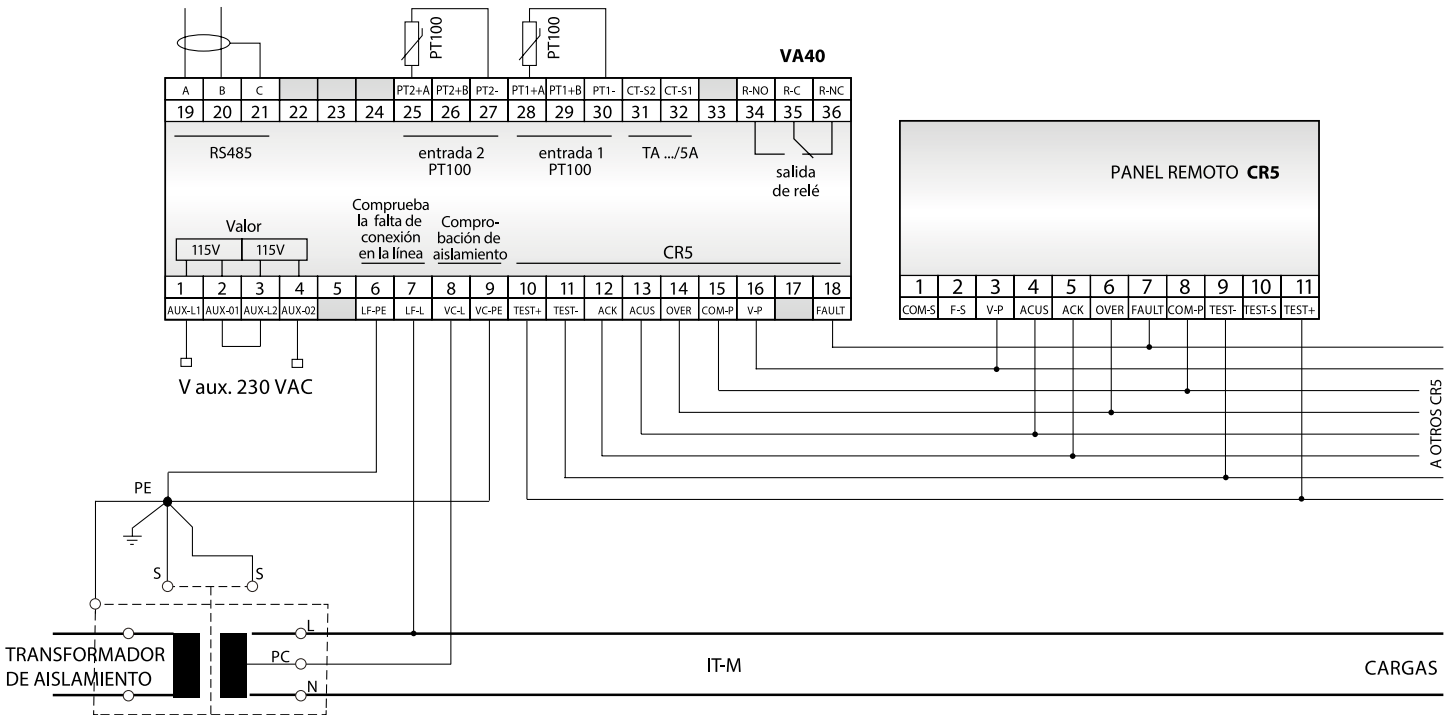 PT100
PT100
VA40
A B C PT2+A PT2+B PT2- PT1+A PT1+B PT1- CT-S2 CT-S1 R-NO R-C R-NC
19 20 21 22 23 24 25 26 27 28 29 30 31 32 33 34 35 36
RS485
entrada 2
PT100
entrada 1
PT100
TA .../5A
salida
de relé
Valor
115V 115V
Comprueba
la falta de
conexión
en la línea
Compro-
bación de
aislamiento
CR5
1 2 3 4 5 6 7 8 9 10 11 12 13 14 15 16 17 18
AUX-L1 AUX-01 AUX-L2 AUX-02 LF-PE LF-L VC-L VC-PE TEST+ TEST- ACK ACUS OVER COM-P V-P FAULT
V aux. 230 VAC
PANEL REMOTO CR5
1 2 3 4 5 6 7 8 9 10 11
COM-S F-S V-P ACUS ACK OVER FAULT COM-P TEST- TEST-S TEST+
A OTROS CR5
PE
S S
L
PC
N
TRANSFORMADOR
DE AISLAMIENTO
IT-M
CARGAS